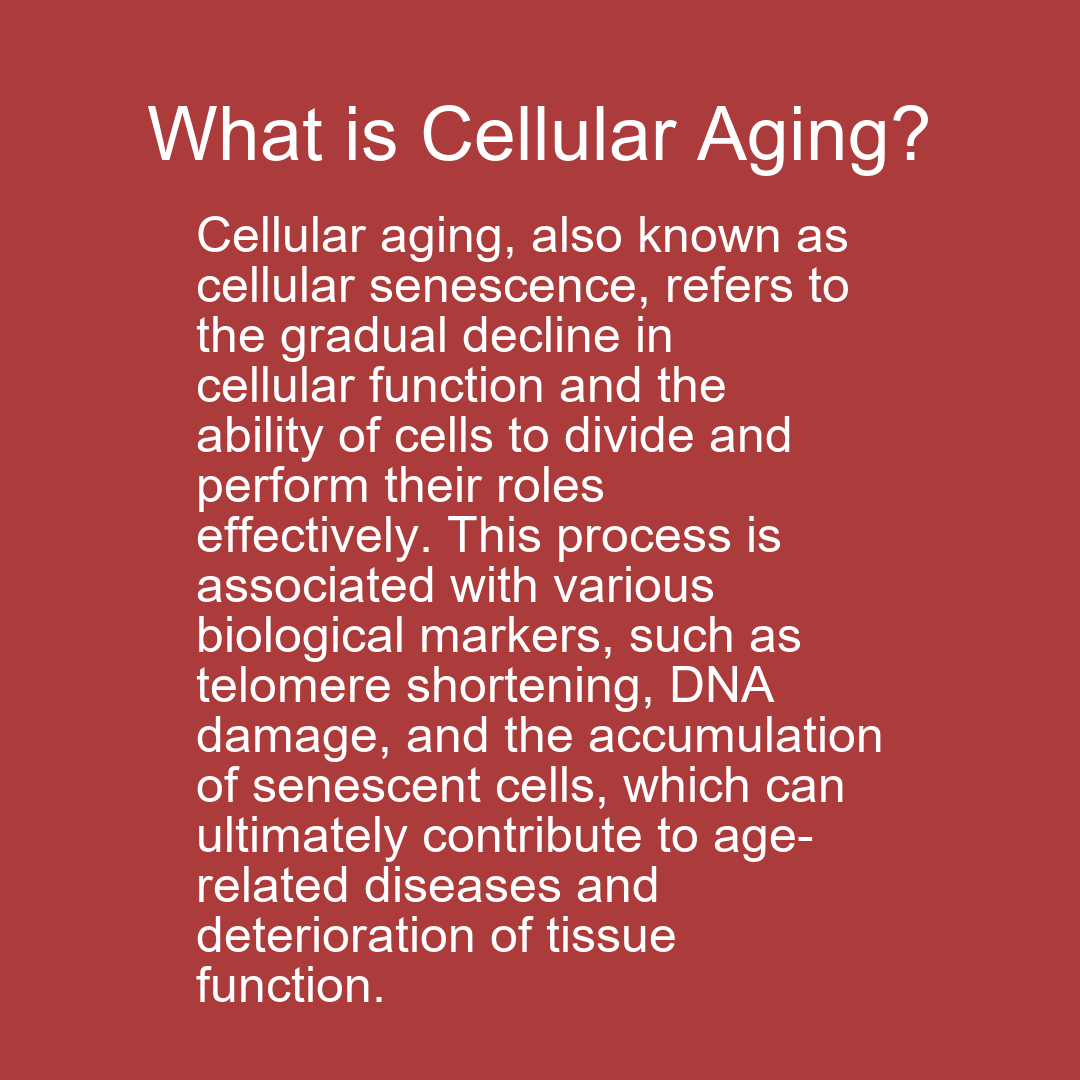 What is Cellular Aging?
Cellular aging, also known as
cellular senescence, refers to
the gradual decline in
cellular function and the
ability of cells to divide and
perform their roles
effectively. This process is
associated with various
biological markers, such as
telomere shortening, DNA
damage, and the accumulation
of senescent cells, which can
ultimately contribute to age-
related diseases and
deterioration of tissue
function.